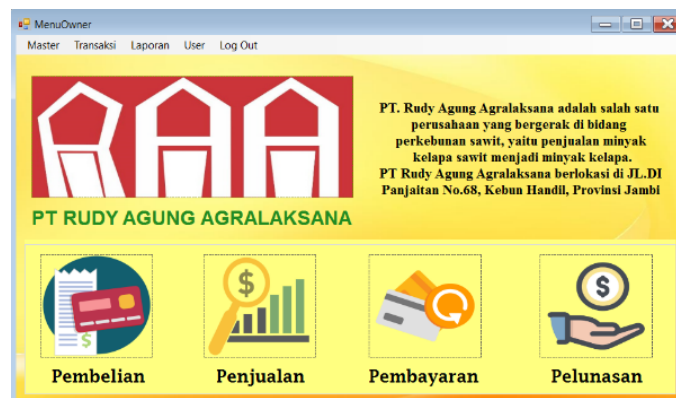 MenuOwner
Master Transaksi Laporan User Log Out
RAA
PT. Rudy Agung Agralaksana adalah salah satu
perusahaan yang bergerak di bidang
perkebunan sawit, yaitu penjualan minyak
kelapa sawit menjadi minyak kelapa.
PT Rudy Agung Agralaksana berlokasi di JL.DI
Panjaitan No.68, Kebun Handil, Provinsi Jambi
PT RUDY AGUNG AGRALAKSANA
$
$
$
$
Pembelian Penjualan Pembayaran Pelunasan